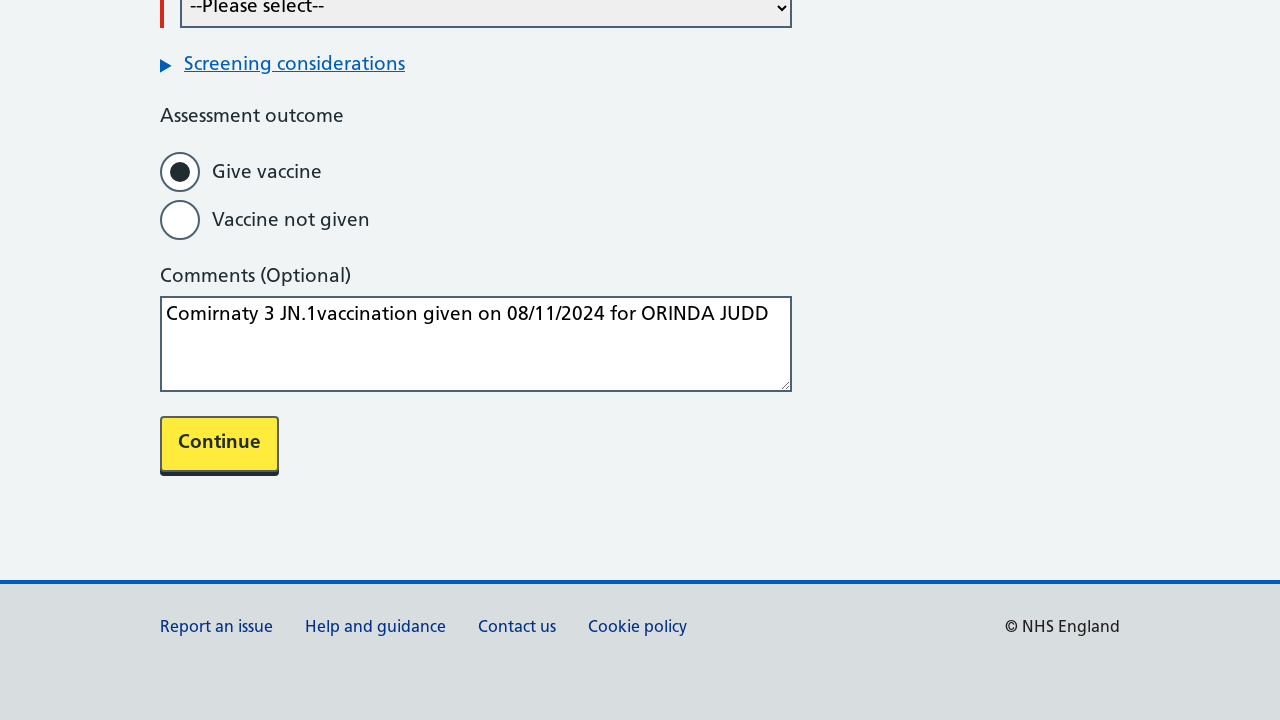 --Please select--
Screening considerations
Assessment outcome
Give vaccine
Vaccine not given
Comments (Optional)
Comirnaty 3 JN.1vaccination given on 08/11/2024 for ORINDA JUDD
Continue
Report an issue Help and guidance Contact us Cookie policy © NHS England